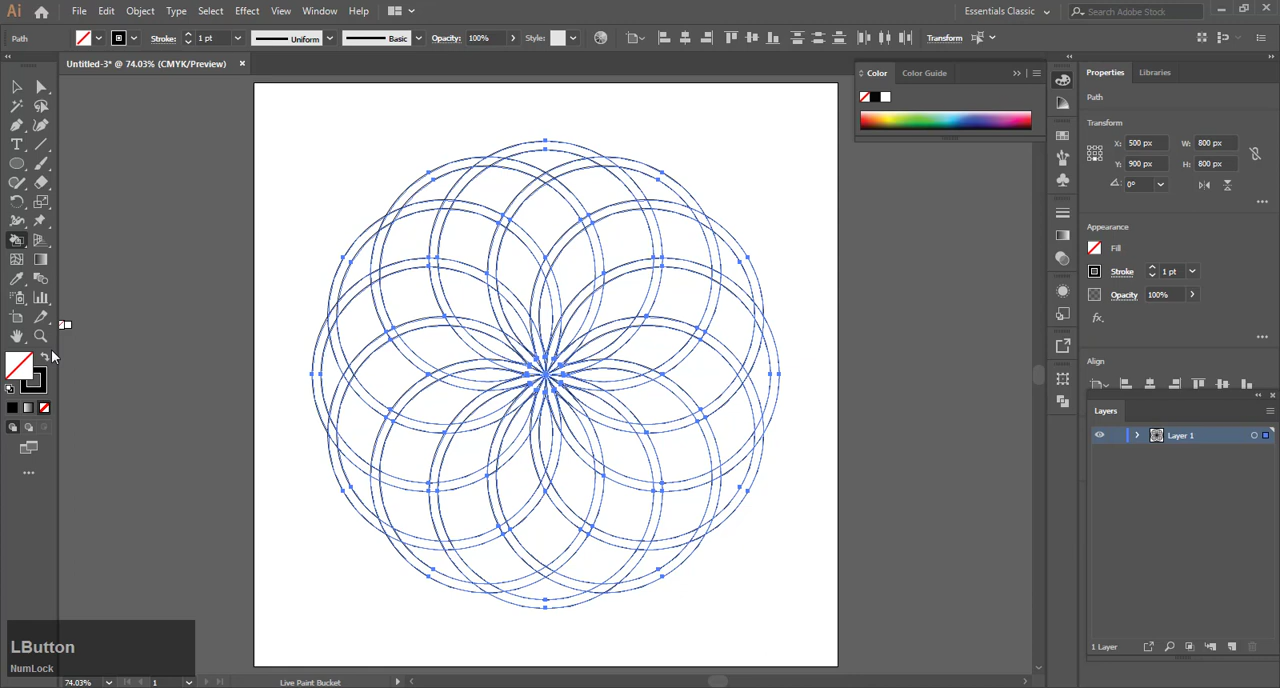 Ai File Edit Object Type Select Effect View Window Help Essentials Classic Search Adobe Stock
Path Stroke: 1 pt Uniform Basic Opacity: 100% Style: Transform
Untitled-3* @ 74.03% (CMYK/Preview)
Color Color Guide
Properties Libraries
Path
Transform
X: 500 px W: 800 px
Y: 900 px H: 800 px
0°
Appearance
Fill
Stroke 1 pt
Opacity 100%
fx.
Align
Layers
Layer 1
LButton
NumLock
1 Layer
74.03% 1 Live Paint Bucket